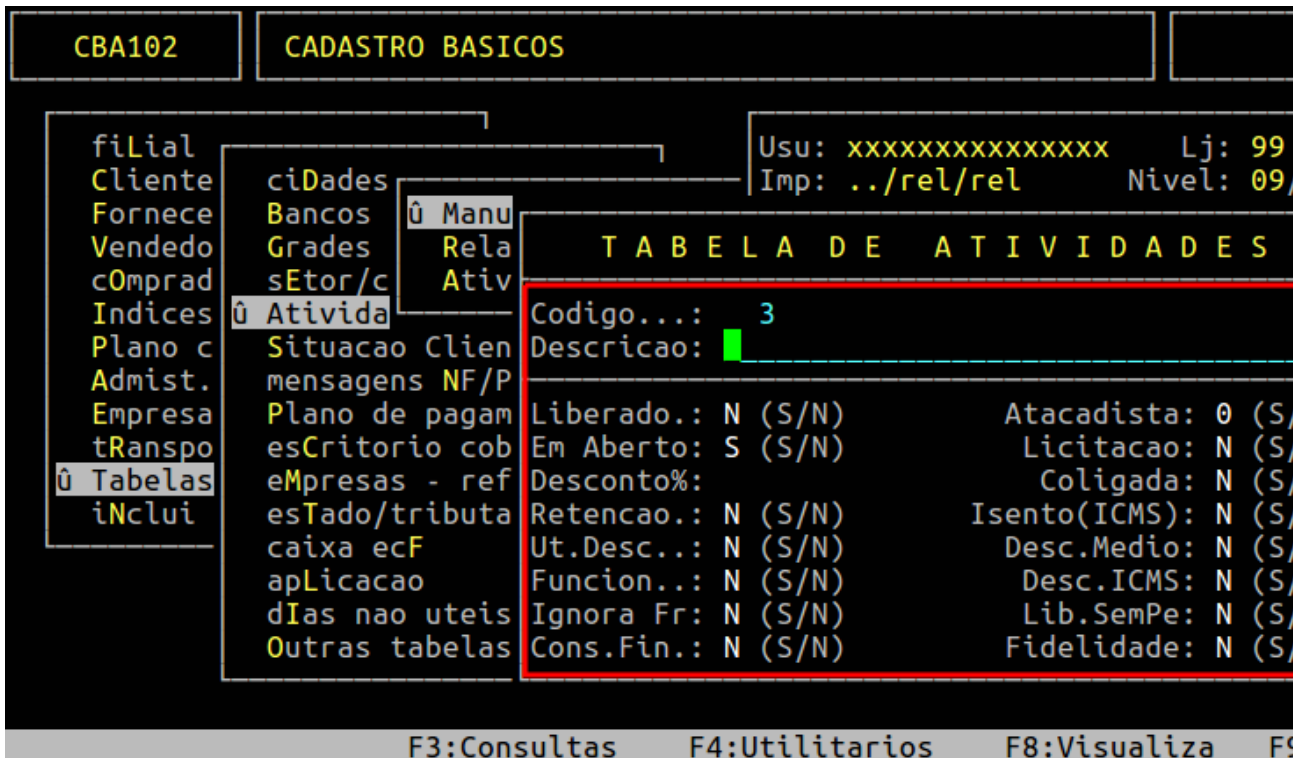 CBA102 CADASTRO BASICOS
fiLial
Cliente
Fornece
Vendedo
cOmprad
Indices
Plano c
Admist.
Empresa
tRanspo
û Tabelas
iNclui
ciDades
Bancos
Grades
sEtor/c
û Ativida
Situacao Clien
mensagens NF/P
Plano de pagam
esCritorio cob
eMpresas - ref
esTado/tributa
caixa ecF
apLicacao
dIas nao uteis
Outras tabelas
û Manu
Rela
Ativ
Usu: xxxxxxxxxxxxxxx Lj: 99
Imp: ../rel/rel Nivel: 09/
T A B E L A D E A T I V I D A D E S
Codigo...: 3
Descricao:
Liberado.: N (S/N) Atacadista: 0 (S/
Em Aberto: S (S/N) Licitacao: N (S/
Desconto%: Coligada: N (S/
Retencao.: N (S/N) Isento(ICMS): N (S/
Ut.Desc..: N (S/N) Desc.Medio: N (S/
Funcion..: N (S/N) Desc.ICMS: N (S/
Ignora Fr: N (S/N) Lib.SemPe: N (S/
Cons.Fin.: N (S/N) Fidelidade: N (S/
F3:Consultas F4:Utilitarios F8:Visualiza